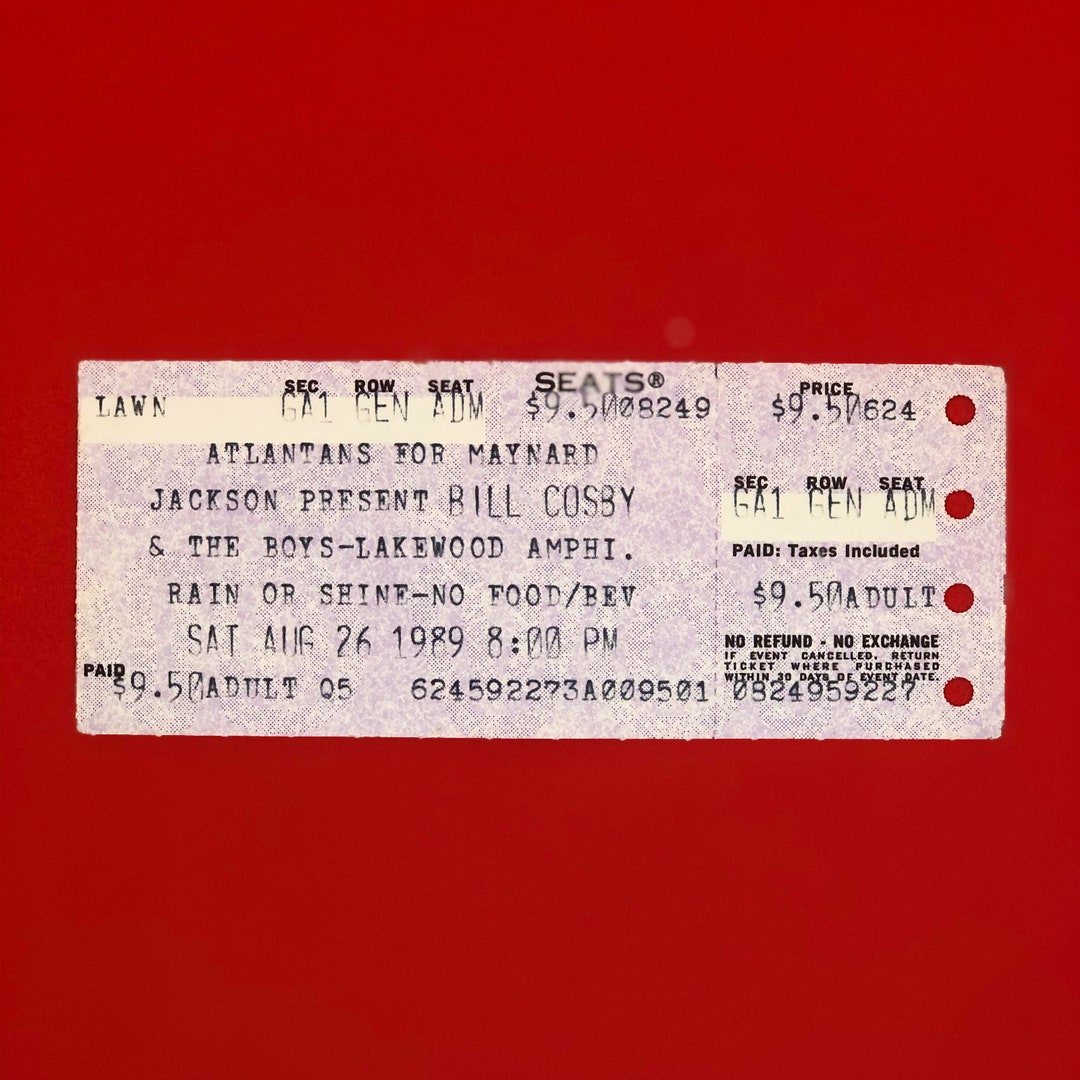 SEC ROW SEAT SEATS®
LAWN GA1 GEN ADM $9.50 08249
ATLANTANS FOR MAYNARD
JACKSON PRESENT BILL COSBY
& THE BOYS-LAKEWOOD AMPHI.
RAIN OR SHINE-NO FOOD/BEV
SAT AUG 26 1989 8:00 PM
PAID
$9.50ADULT 05 624592273A009501
PRICE
$9.50624
SEC ROW SEAT
GA1 GEN ADM
PAID: Taxes Included
$9.50ADULT
NO REFUND - NO EXCHANGE
IF EVENT CANCELLED, RETURN
TICKET WHERE PURCHASED
WITHIN 30 DAYS OF EVENT DATE.
0824959227